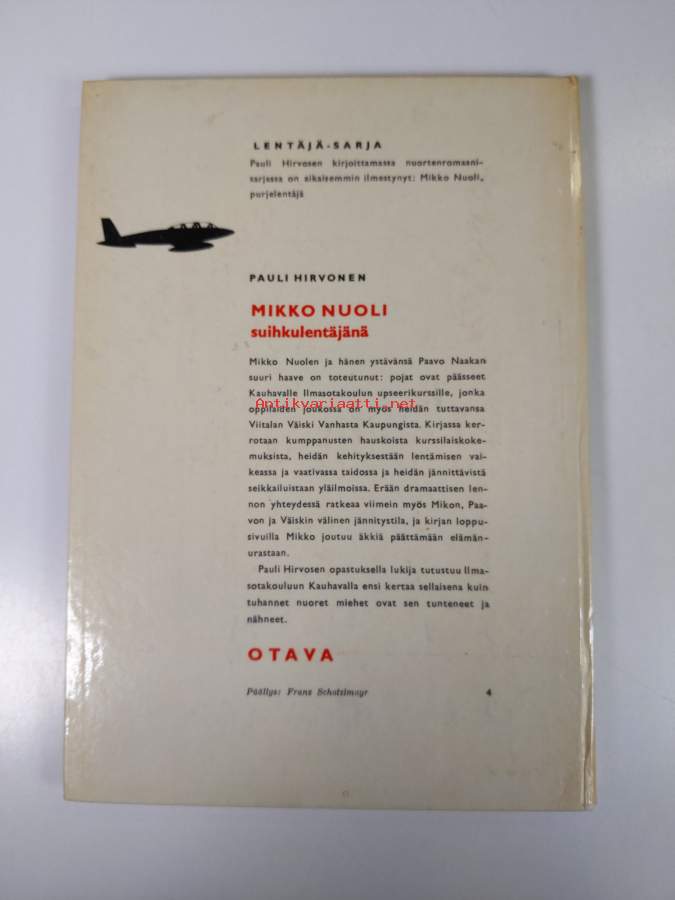 LENTÄJÄ-SARJA
Pauli Hirvosen kirjoittamassa nuortenromaani-
sarjassa on aikaisemmin ilmestynyt: Mikko Nuoli,
purjelentäjä
PAULI HIRVONEN
MIKKO NUOLI
suihkulentäjänä
Mikko Nuolen ja hänen ystävänsä Paavo Naakan
suuri haave on toteutunut: pojat ovat päässeet
Kauhavalle Ilmasotakoulun upseerikurssille, jonka
Antikvariaatti.net
oppilaiden joukossa on myös heidän tuttavansa
Viitalan Väiski Vanhasta Kaupungista. Kirjassa ker-
rotaan kumppanusten hauskoista kurssilaiskoke-
muksista, heidän kehityksestään lentämisen vai-
keassa ja vaativassa taidossa ja heidän jännittävistä
seikkailuistaan yläilmoissa. Erään dramaattisen len-
non yhteydessä ratkeaa viimein myös Mikon, Paa-
von ja Väiskin välinen jännitystila, ja kirjan loppu-
sivuilla Mikko joutuu äkkiä päättämään elämän-
urastaan.
Pauli Hirvosen opastuksella lukija tutustuu Ilma-
sotakouluun Kauhavalla ensi kertaa sellaisena kuin
tuhannet nuoret miehet ovat sen tunteneet ja
nähneet.
OTAVA
Päällys: Frans Schatzlmayr 4